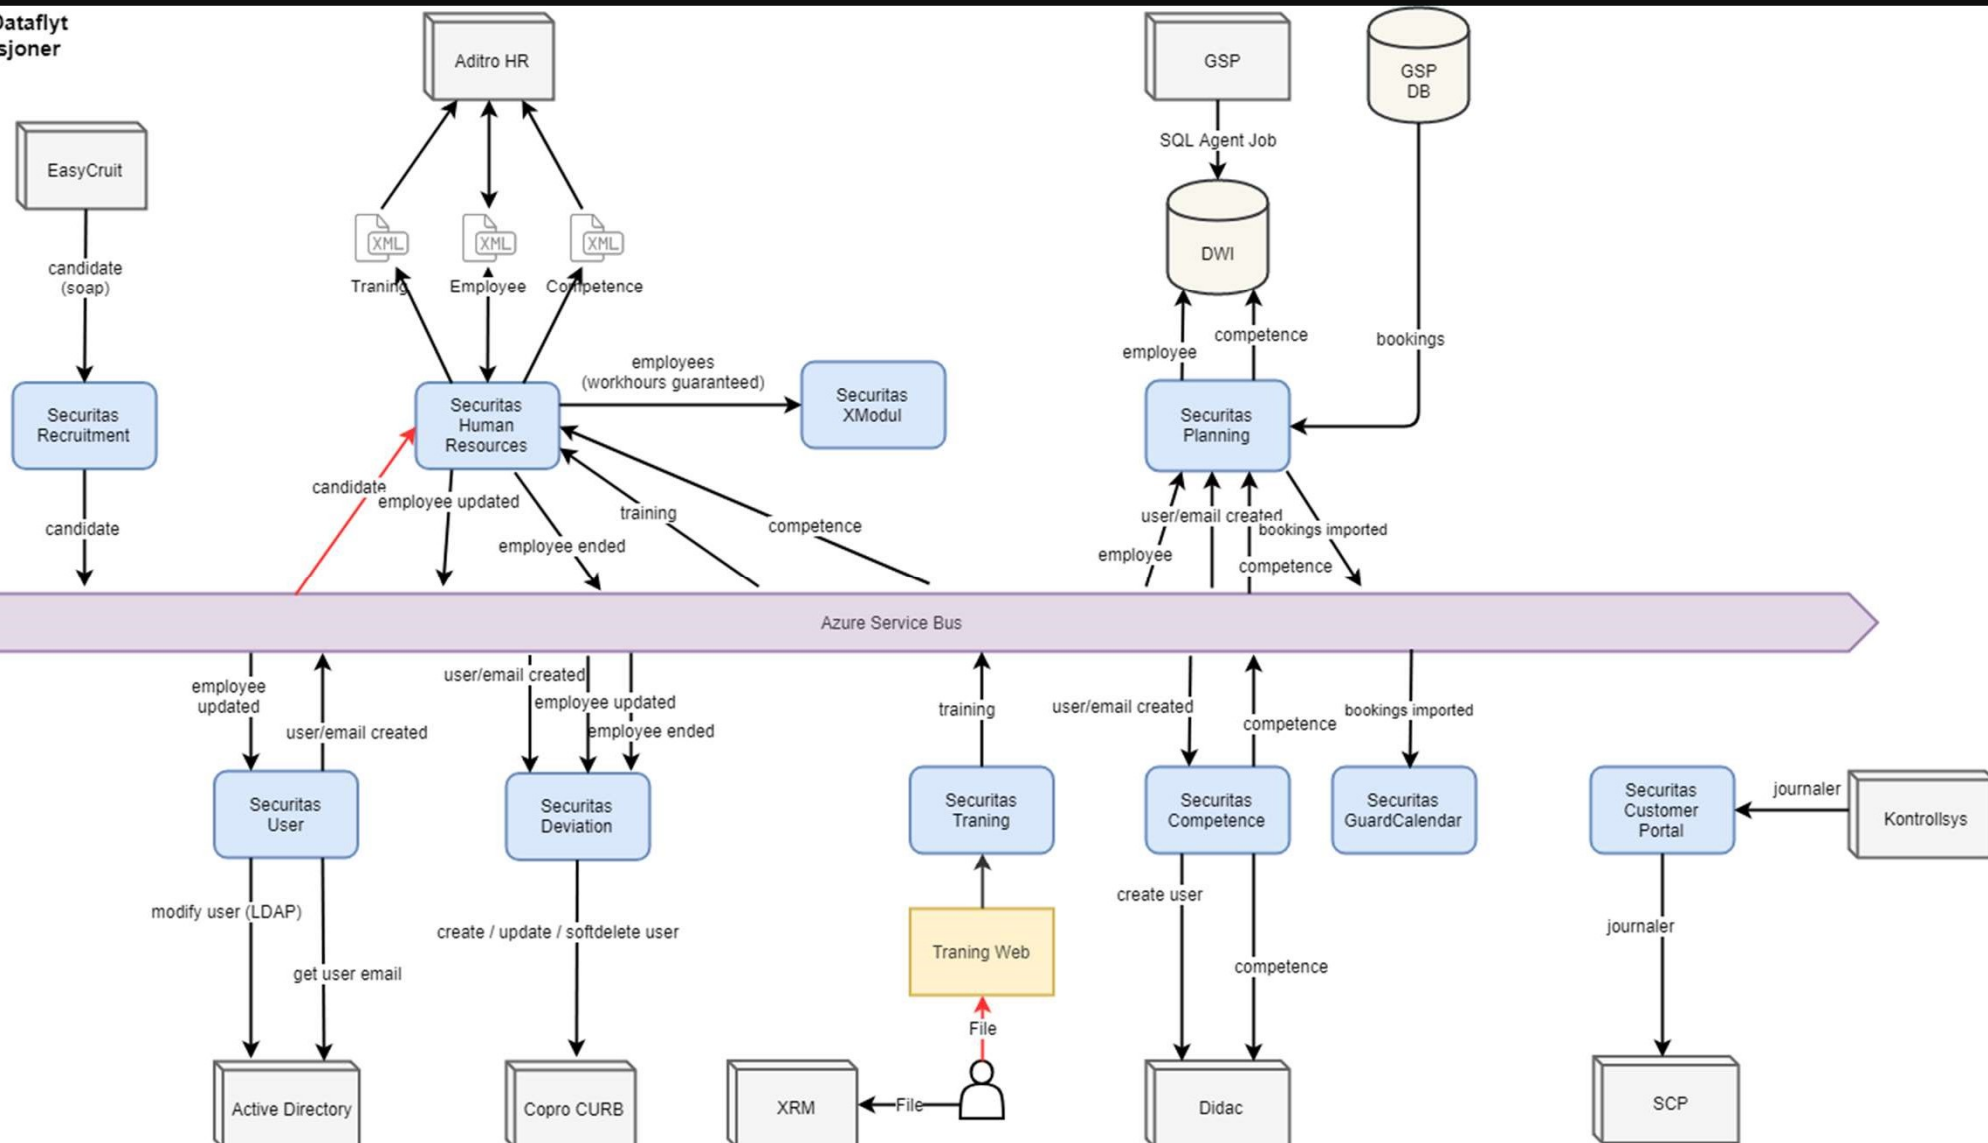 Dataflyt
sjoner
Aditro HR
GSP
GSP
DB
SQL Agent Job
EasyCruit
XML
XML
XML
DWI
candidate
(soap)
Traning
Employee
Competence
employee
competence
bookings
employees
(workhours guaranteed)
Securitas
Recruitment
Securitas
Human
Resources
Securitas
XModul
Securitas
Planning
candidate
candidate
employee updated
employee ended
training
competence
user/email created
bookings imported
employee
competence
Azure Service Bus
employee
updated
user/email created
user/email created
employee updated
employee ended
training
user/email created
competence
bookings imported
Securitas
User
Securitas
Deviation
Securitas
Traning
Securitas
Competence
Securitas
GuardCalendar
Securitas
Customer
Portal
journaler
Kontrollsys
modify user (LDAP)
get user email
create / update / softdelete user
Traning Web
create user
competence
journaler
File
Active Directory
Copro CURB
XRM
File
Didac
SCP